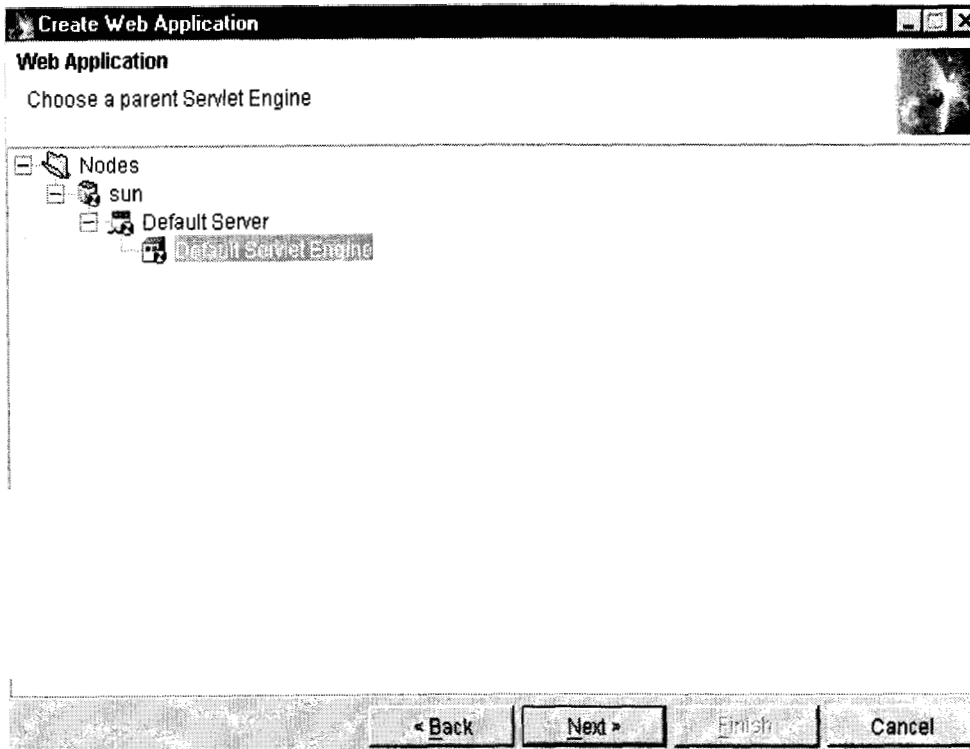 Create Web Application
Web Application
Choose a parent Servlet Engine
Nodes
sun
Default Server
Default Servlet Engine
< Back Next > Finish Cancel